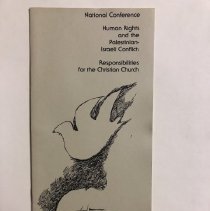 National Conference
Human Rights
and the
Palestinian-
Israeli Conflict:
Responsibilities
for the Christian Church